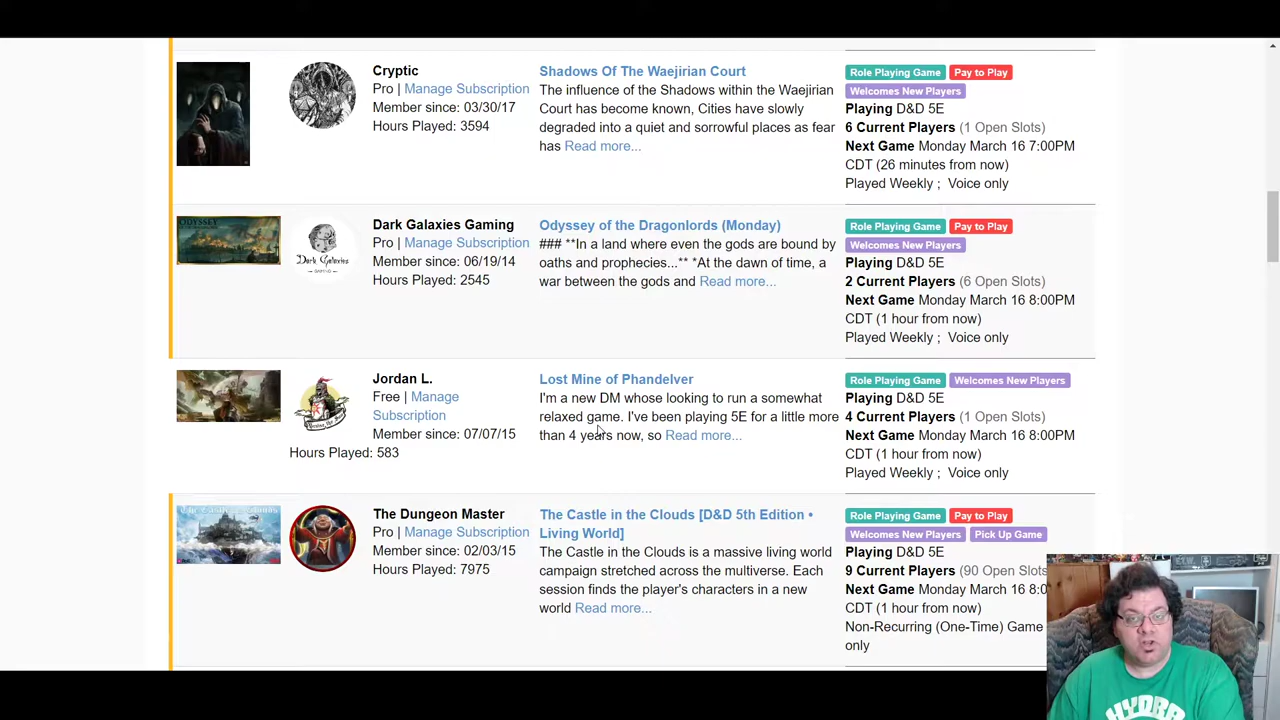 Cryptic
Pro | Manage Subscription
Member since: 03/30/17
Hours Played: 3594
Shadows Of The Waejirian Court
The influence of the Shadows within the Waejirian
Court has become known, Cities have slowly
degraded into a quiet and sorrowful places as fear
has Read more...
Role Playing Game Pay to Play
Welcomes New Players
Playing D&D 5E
6 Current Players (1 Open Slots)
Next Game Monday March 16 7:00PM
CDT (26 minutes from now)
Played Weekly ; Voice only
ODYSSEY
Dark Galaxies
GAMING
Dark Galaxies Gaming
Pro | Manage Subscription
Member since: 06/19/14
Hours Played: 2545
Odyssey of the Dragonlords (Monday)
### **In a land where even the gods are bound by
oaths and prophecies...** *At the dawn of time, a
war between the gods and Read more...
Role Playing Game Pay to Play
Welcomes New Players
Playing D&D 5E
2 Current Players (6 Open Slots)
Next Game Monday March 16 8:00PM
CDT (1 hour from now)
Played Weekly ; Voice only
Jordan L.
Free | Manage
Subscription
Member since: 07/07/15
Hours Played: 583
Lost Mine of Phandelver
I'm a new DM whose looking to run a somewhat
relaxed game. I've been playing 5E for a little more
than 4 years now, so Read more...
Role Playing Game Welcomes New Players
Playing D&D 5E
4 Current Players (1 Open Slots)
Next Game Monday March 16 8:00PM
CDT (1 hour from now)
Played Weekly ; Voice only
The Castle in the Clouds
The Dungeon Master
Pro | Manage Subscription
Member since: 02/03/15
Hours Played: 7975
The Castle in the Clouds [D&D 5th Edition •
Living World]
The Castle in the Clouds is a massive living world
campaign stretched across the multiverse. Each
session finds the player's characters in a new
world Read more...
Role Playing Game Pay to Play
Welcomes New Players Pick Up Game
Playing D&D 5E
9 Current Players (90 Open Slots)
Next Game Monday March 16 8:0
CDT (1 hour from now)
Non-Recurring (One-Time) Game
only
HYDRA